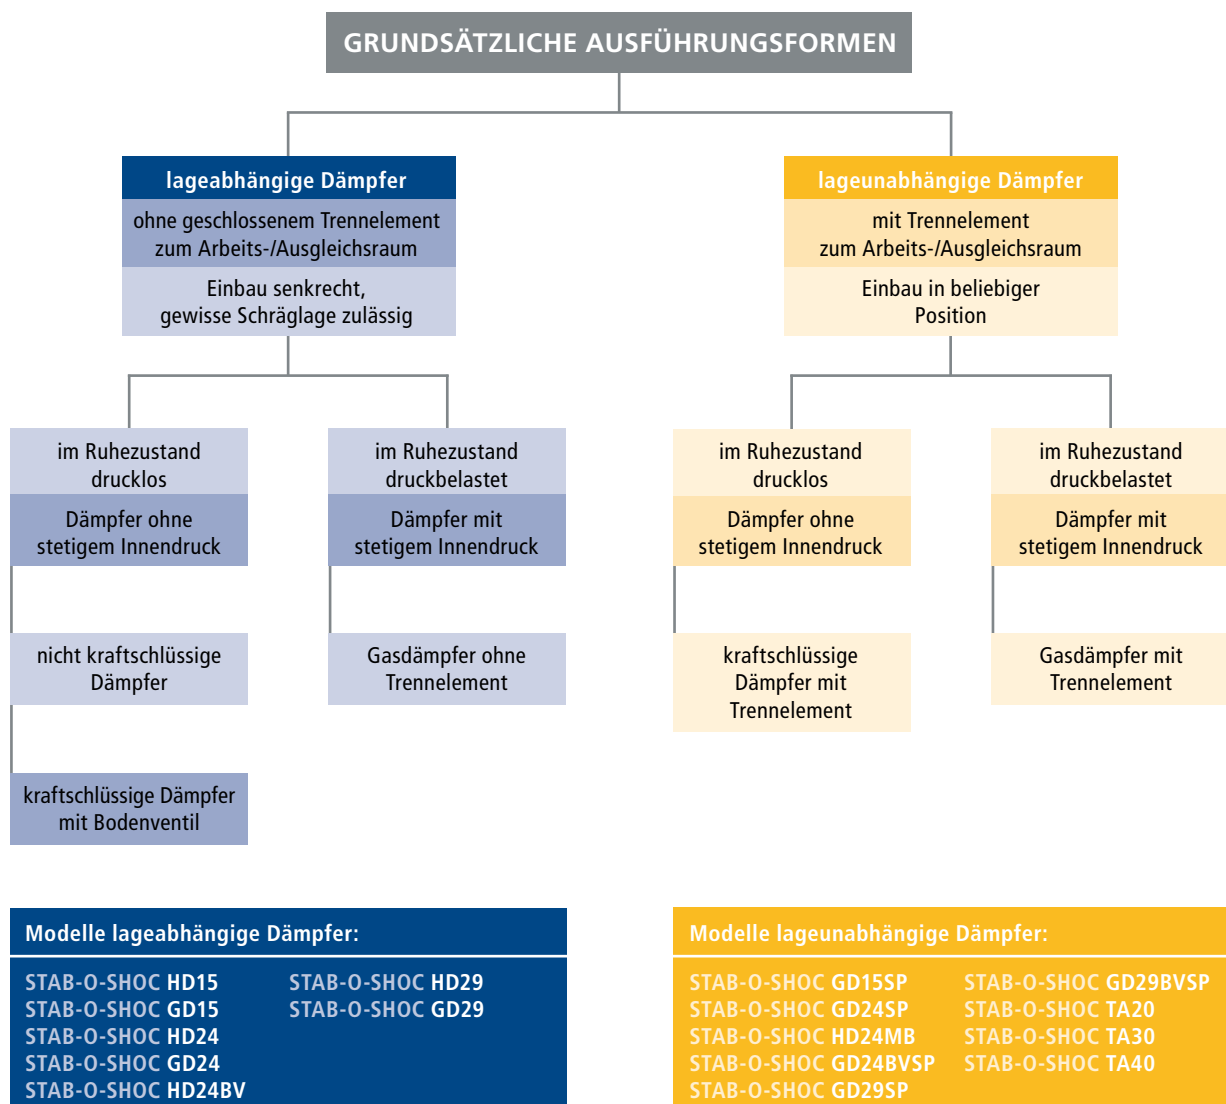 GRUNDSÄTZLICHE AUSFÜHRUNGSFORMEN
lageabhängige Dämpfer
ohne geschlossenem Trennelement
zum Arbeits-/Ausgleichsraum
Einbau senkrecht,
gewisse Schräglage zulässig
lageunabhängige Dämpfer
mit Trennelement
zum Arbeits-/Ausgleichsraum
Einbau in beliebiger
Position
im Ruhezustand
drucklos
Dämpfer ohne
stetigem Innendruck
nicht kraftschlüssige
Dämpfer
kraftschlüssige Dämpfer
mit Bodenventil
im Ruhezustand
druckbelastet
Dämpfer mit
stetigem Innendruck
Gasdämpfer ohne
Trennelement
im Ruhezustand
drucklos
Dämpfer ohne
stetigem Innendruck
kraftschlüssige
Dämpfer mit
Trennelement
im Ruhezustand
druckbelastet
Dämpfer mit
stetigem Innendruck
Gasdämpfer mit
Trennelement
Modelle lageabhängige Dämpfer:
STAB-O-SHOC HD15
STAB-O-SHOC GD15
STAB-O-SHOC HD24
STAB-O-SHOC GD24
STAB-O-SHOC HD24BV
STAB-O-SHOC HD29
STAB-O-SHOC GD29
Modelle lageunabhängige Dämpfer:
STAB-O-SHOC GD15SP
STAB-O-SHOC GD24SP
STAB-O-SHOC HD24MB
STAB-O-SHOC GD24BVSP
STAB-O-SHOC GD29SP
STAB-O-SHOC GD29BVSP
STAB-O-SHOC TA20
STAB-O-SHOC TA30
STAB-O-SHOC TA40